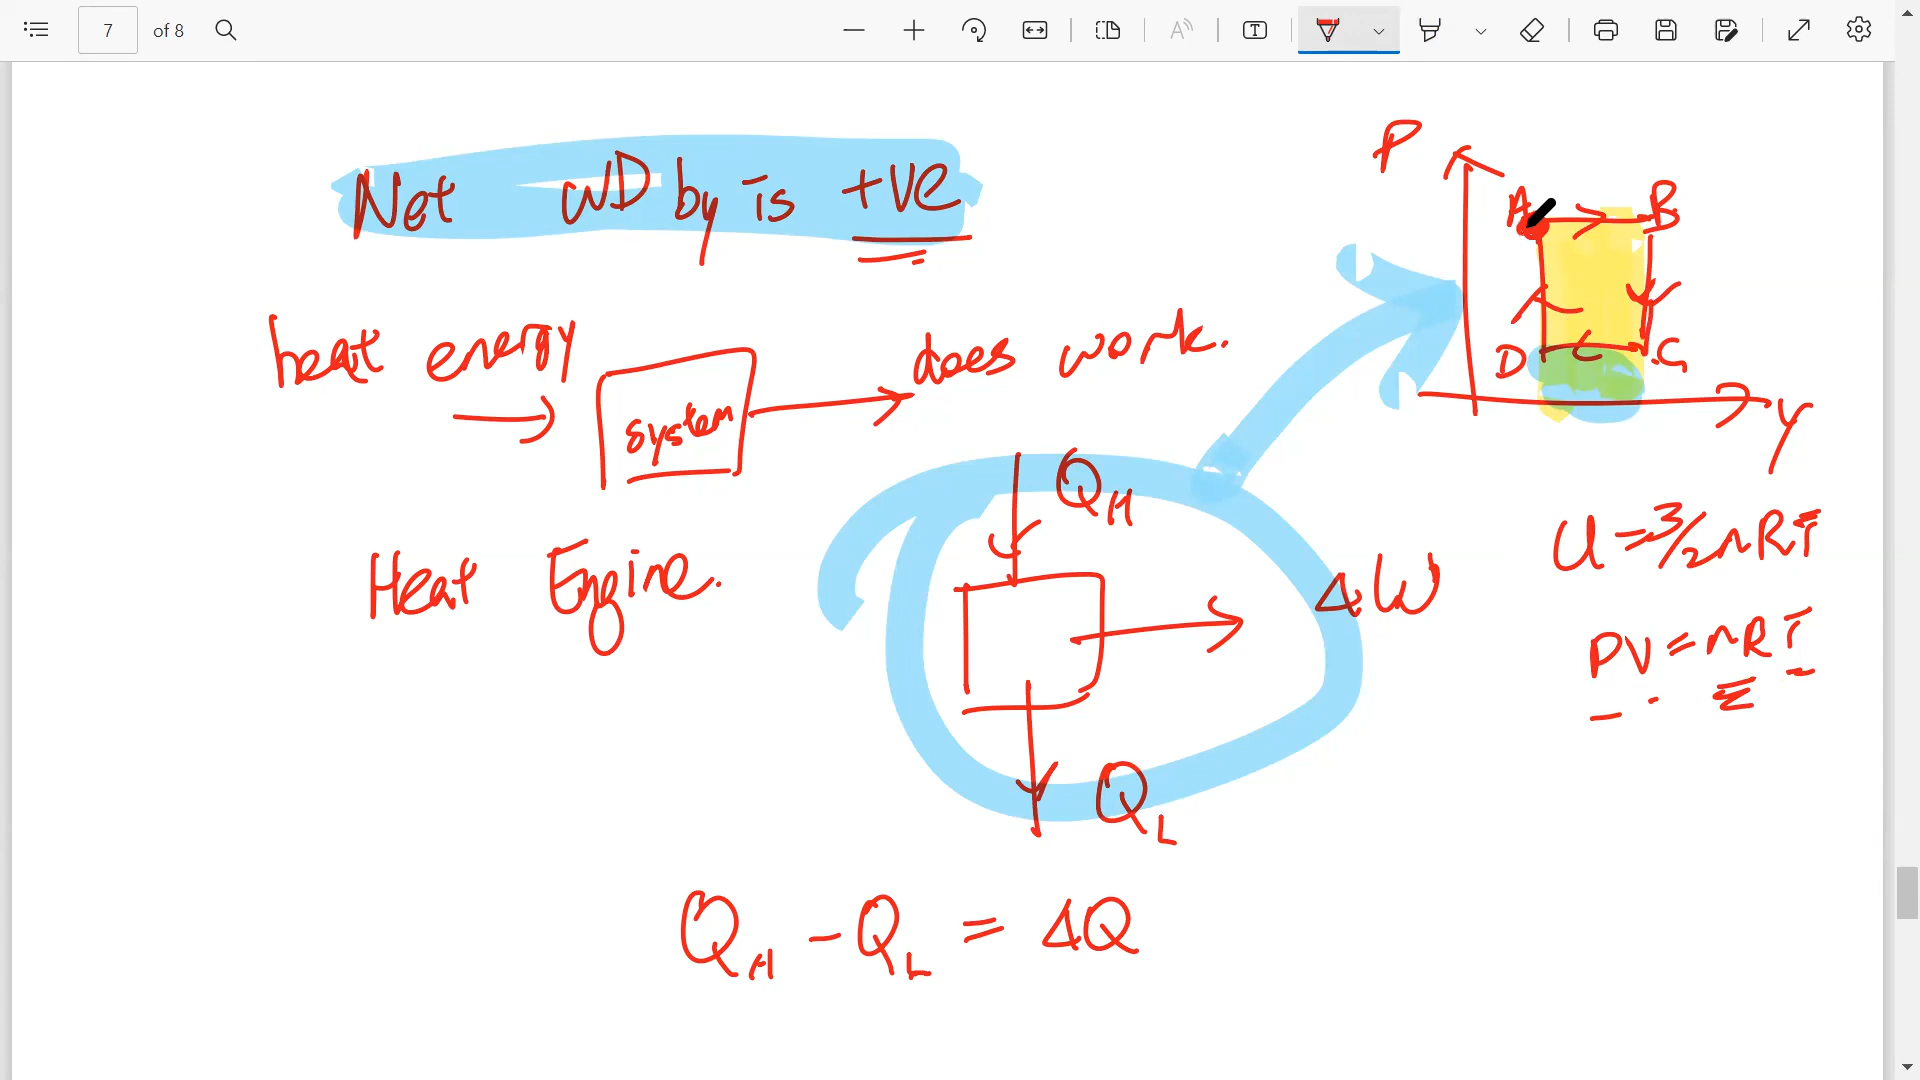 7 of 8
Net WD by is +ve
heat energy
system
does work.
Heat Engine.
QH
ΔW
QL
QH - QL = ΔQ
P
A B
D C
V
U = 3/2 nRT
PV = nRT